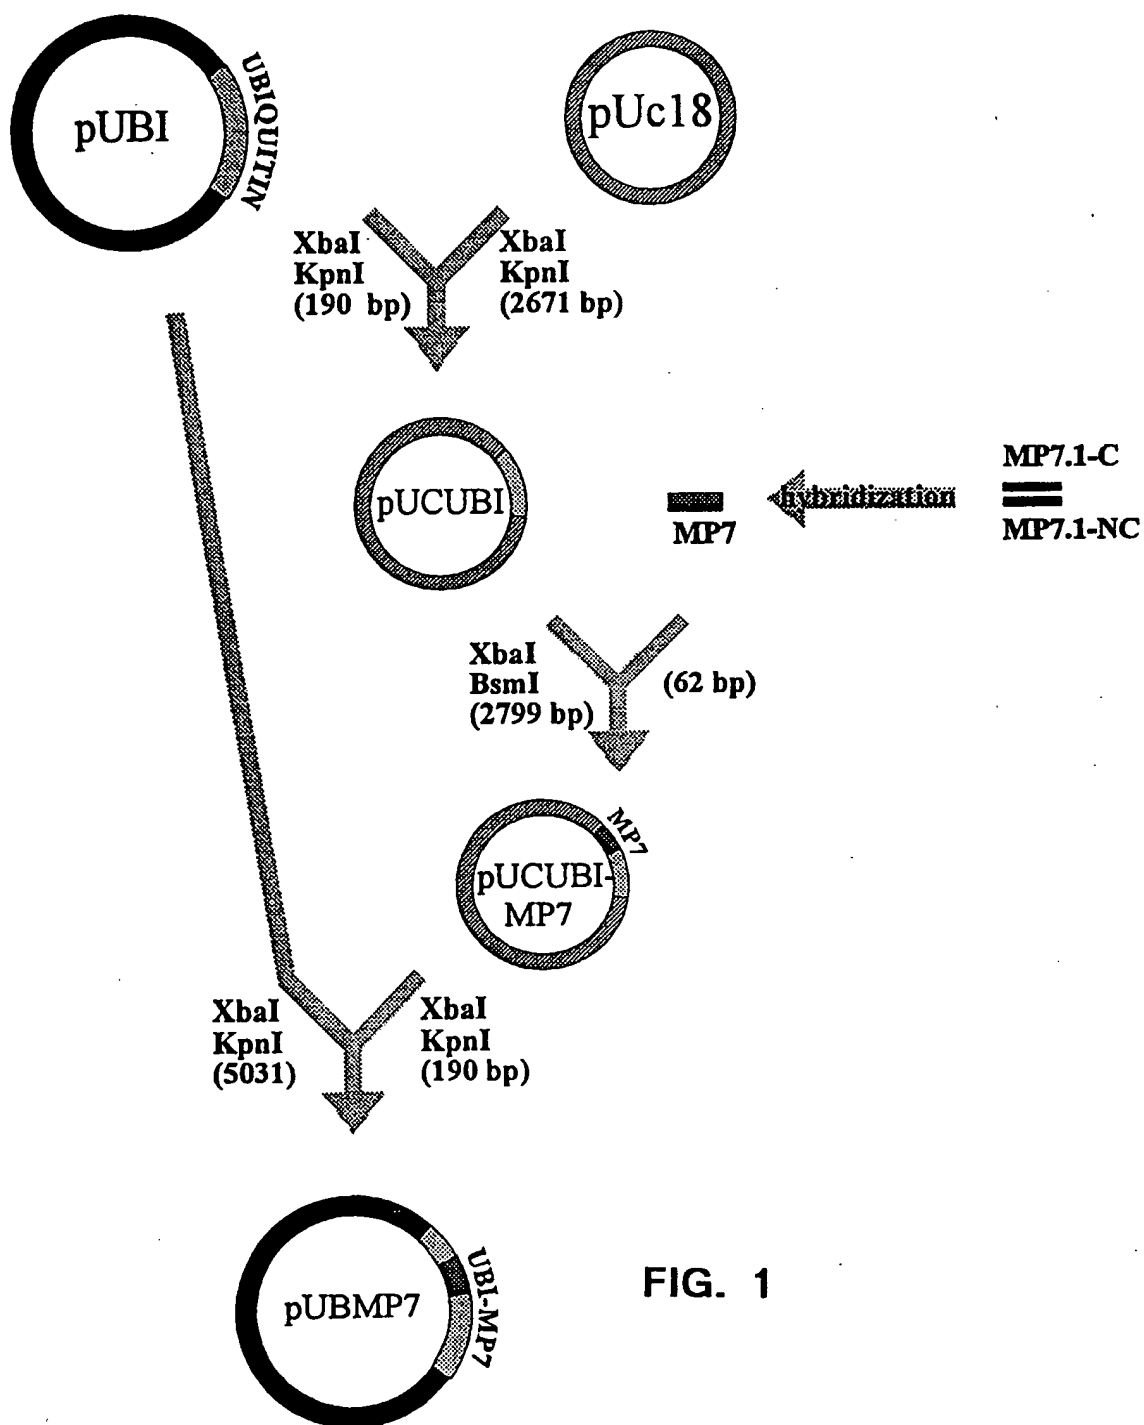 pUBI
UBIQUITIN
pUc18
XbaI
KpnI
(190 bp)
XbaI
KpnI
(2671 bp)
pUCUBI
MP7
hybridization
MP7.1-C
MP7.1-NC
XbaI
BsmI
(2799 bp)
(62 bp)
MP7
pUCUBI-
MP7
XbaI
KpnI
(5031)
XbaI
KpnI
(190 bp)
pUBMP7
UBI-MP7
FIG. 1